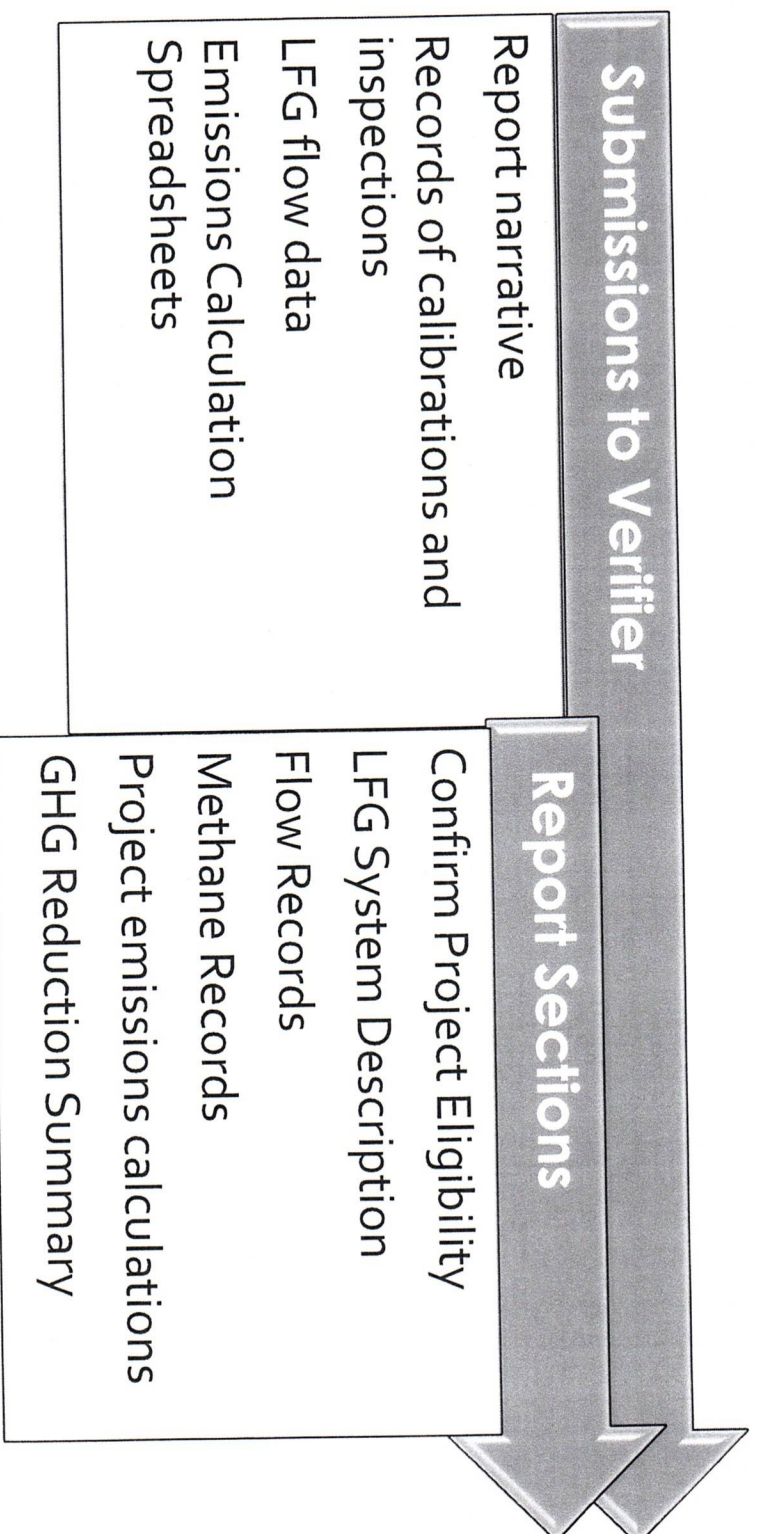 Submissions to Verifier
Report narrative
Records of calibrations and
inspections
LFG flow data
Emissions Calculation
Spreadsheets
Report Sections
Confirm Project Eligibility
LFG System Description
Flow Records
Methane Records
Project emissions calculations
GHG Reduction Summary